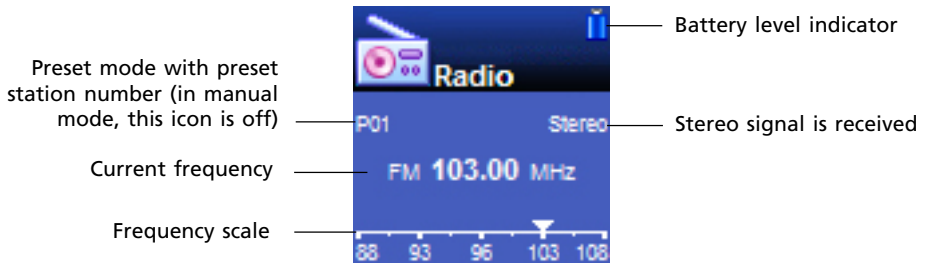 Battery level indicator
Radio
Preset mode with preset
station number (in manual
mode, this icon is off)
P01
Stereo
Stereo signal is received
Current frequency
FM 103.00 MHz
Frequency scale
88 93 96 103 108